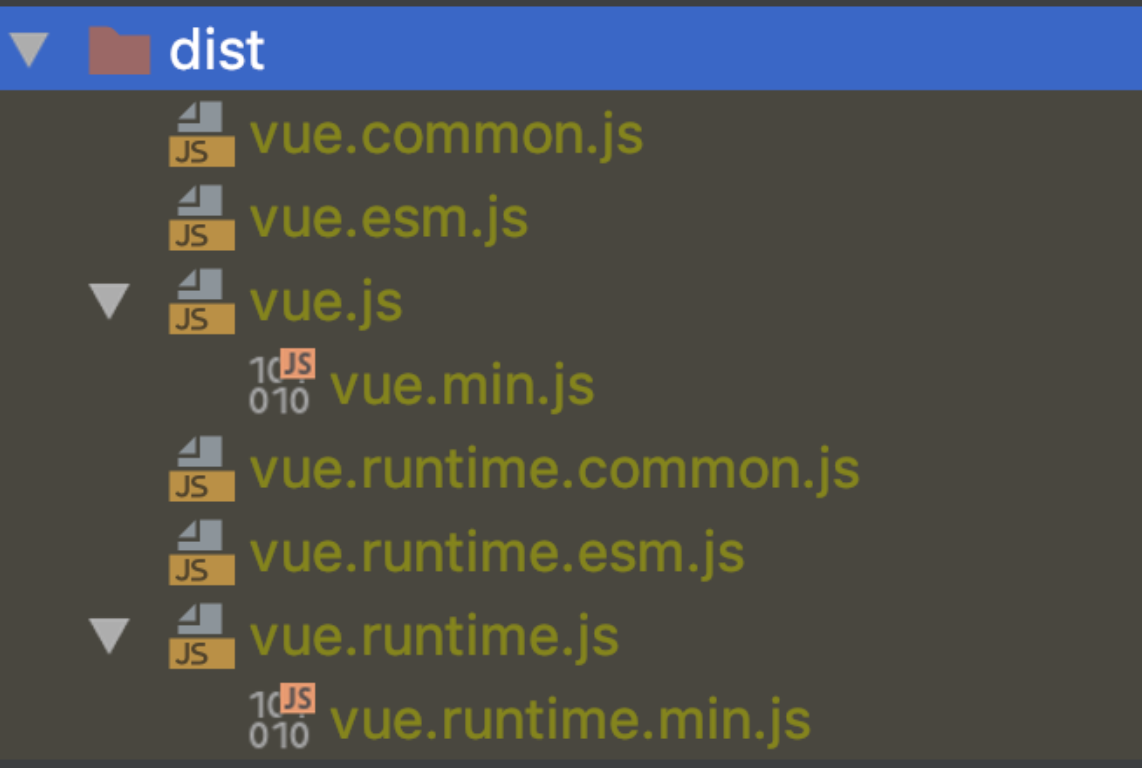 dist
JS vue.common.js
JS vue.esm.js
JS vue.js
10 JS
010 vue.min.js
JS vue.runtime.common.js
JS vue.runtime.esm.js
JS vue.runtime.js
10 JS
010 vue.runtime.min.js